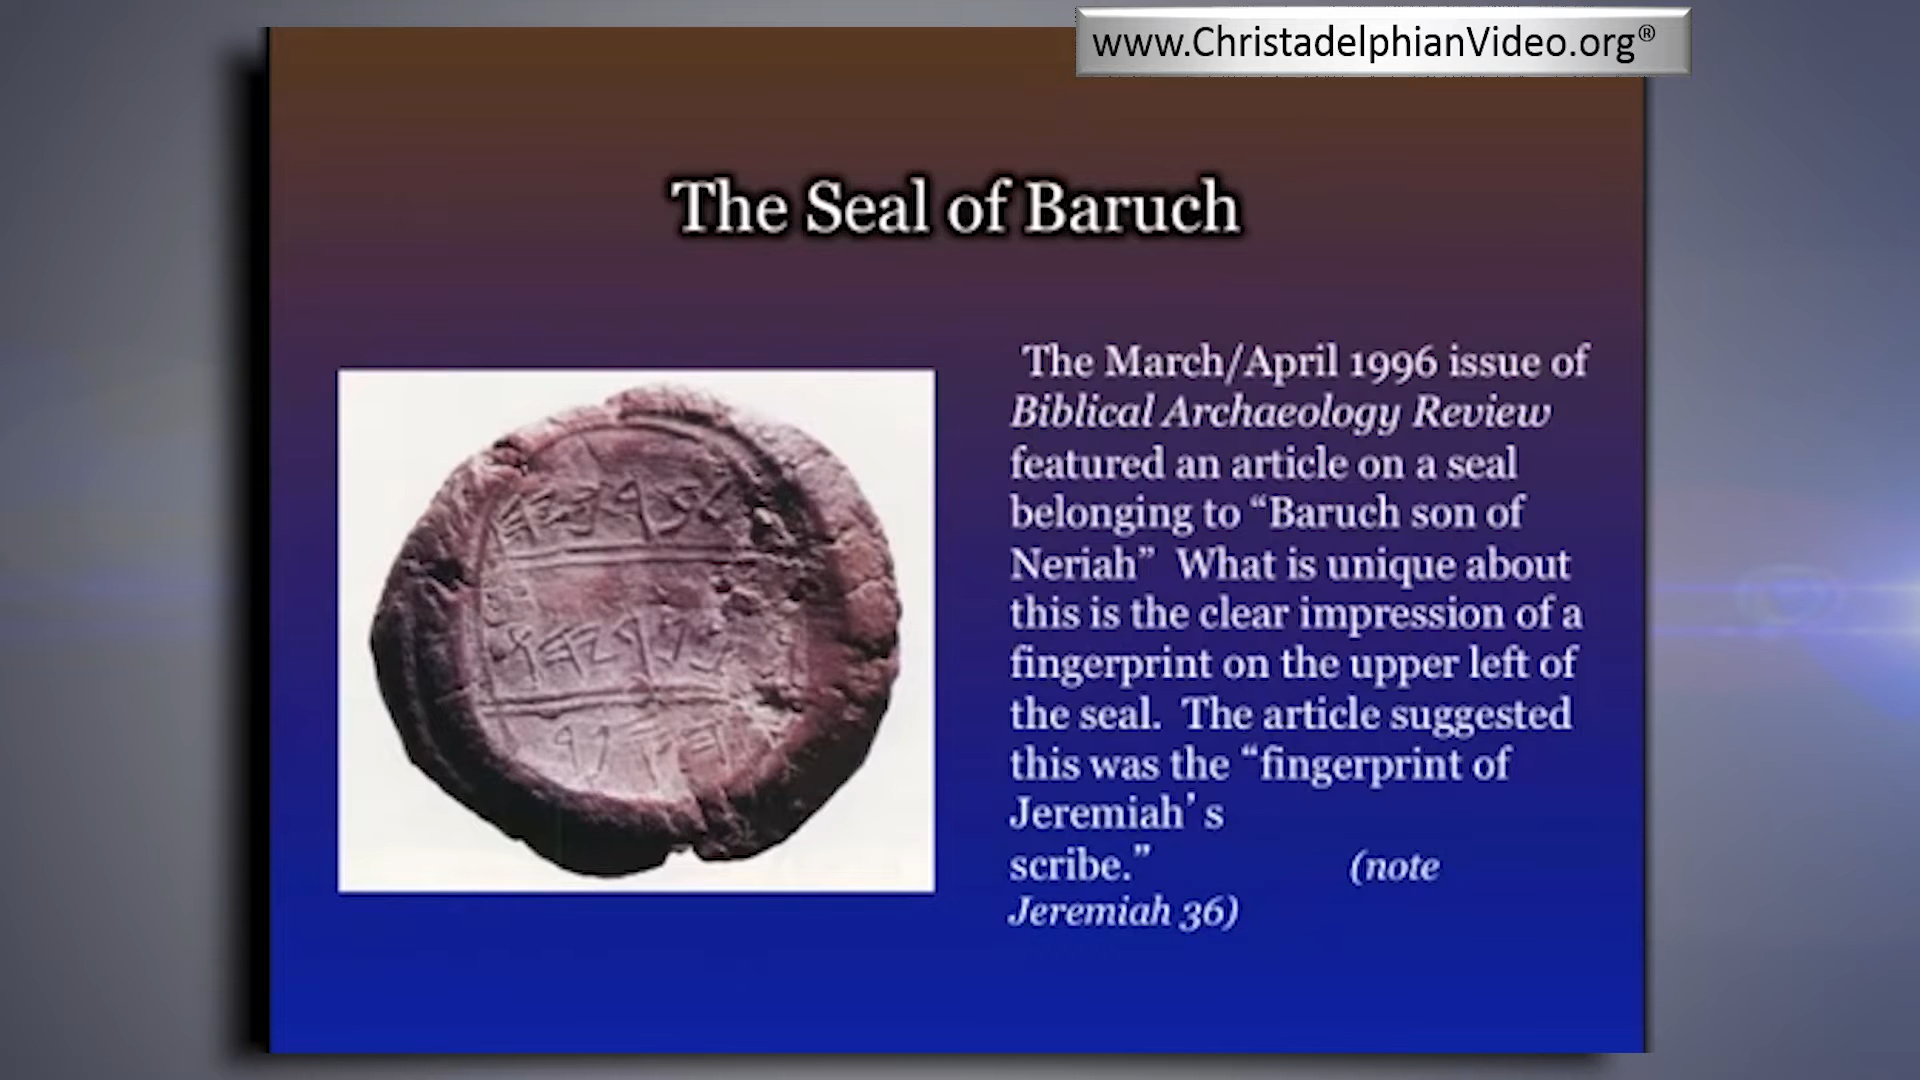 www.ChristadelphianVideo.org®
The Seal of Baruch
The March/April 1996 issue of
Biblical Archaeology Review
featured an article on a seal
belonging to “Baruch son of
Neriah”  What is unique about
this is the clear impression of a
fingerprint on the upper left of
the seal.  The article suggested
this was the “fingerprint of
Jeremiah’ s
scribe.” (note
Jeremiah 36)